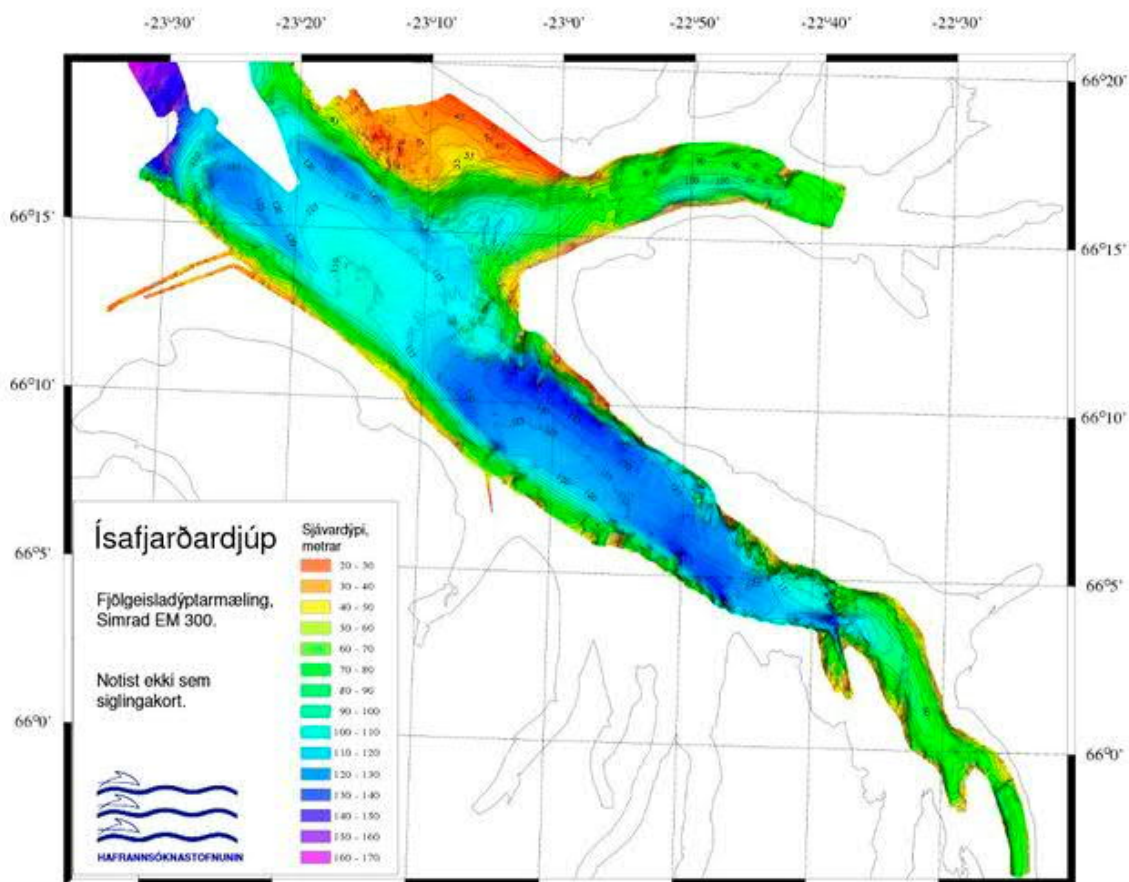 -23°30' -23°20' -23°10' -23°0' -22°50' -22°40' -22°30'
66°20'
66°15'
66°15'
66°10'
66°10'
66°5'
66°5'
66°0'
66°0'
Ísafjarðardjúp
Fjölgeisladýptarmæling,
Simrad EM 300.
Notist ekki sem
siglingakort.
HAFRANNSÓKNASTOFNUNIN
Sjávardýpi,
metrar
20 - 30
30 - 40
40 - 50
50 - 60
60 - 70
70 - 80
80 - 90
90 - 100
100 - 110
110 - 120
120 - 130
130 - 140
140 - 150
150 - 160
160 - 170